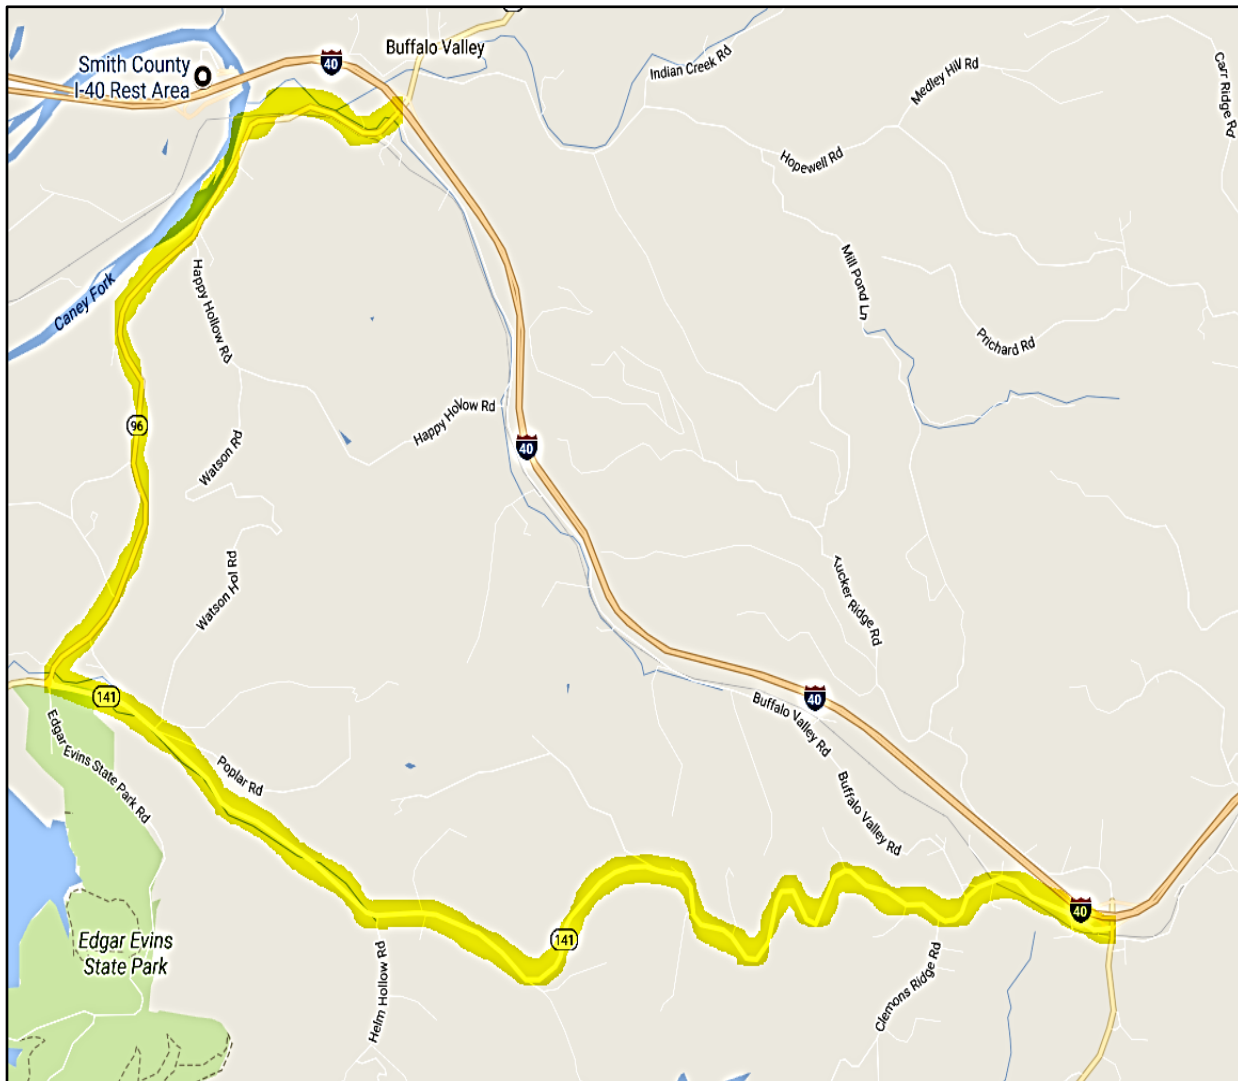 Buffalo Valley
40
Smith County
I-40 Rest Area
Indian Creek Rd
Medley Hill Rd
Carr Ridge Rd
Hopewell Rd
Caney Fork
Happy Hollow Rd
Mill Pond Ln
Prichard Rd
96
Happy Hollow Rd
40
Watson Rd
Watson Hol Rd
Tucker Ridge Rd
141
40
Buffalo Valley Rd
Edgar Evins State Park Rd
Poplar Rd
Buffalo Valley Rd
40
141
Edgar Evins
State Park
Helm Hollow Rd
Clemons Ridge Rd